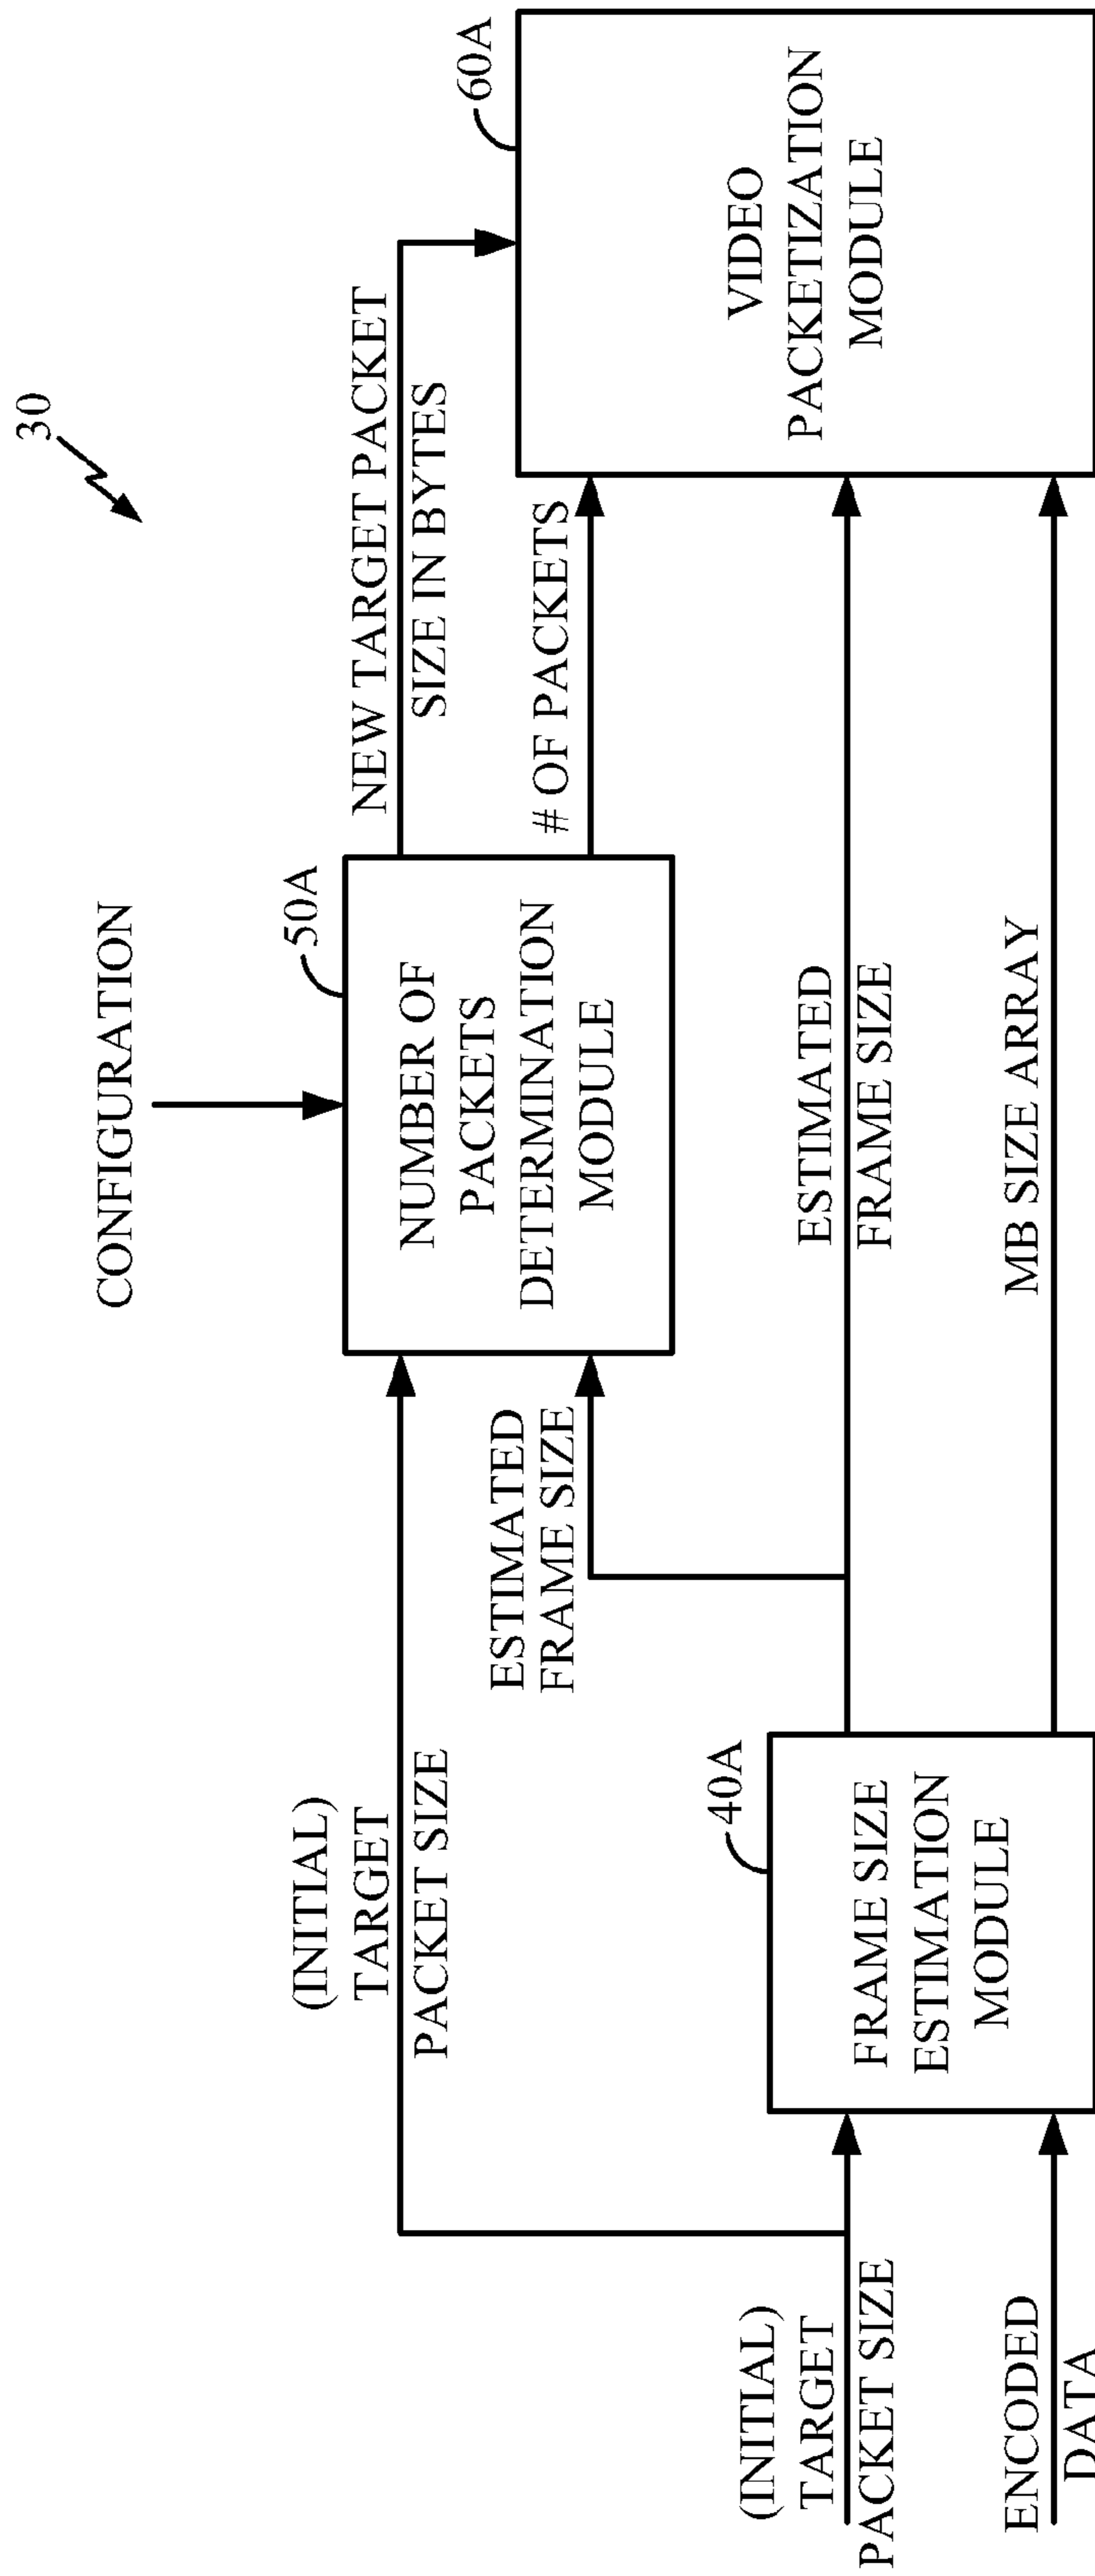 30
CONFIGURATION
(INITIAL)
TARGET
PACKET SIZE
50A
NUMBER OF
PACKETS
DETERMINATION
MODULE
NEW TARGET PACKET
SIZE IN BYTES
# OF PACKETS
60A
VIDEO
PACKETIZATION
MODULE
ESTIMATED
FRAME SIZE
(INITIAL)
TARGET
PACKET SIZE
40A
FRAME SIZE
ESTIMATION
MODULE
ESTIMATED
FRAME SIZE
ENCODED
DATA
MB SIZE ARRAY